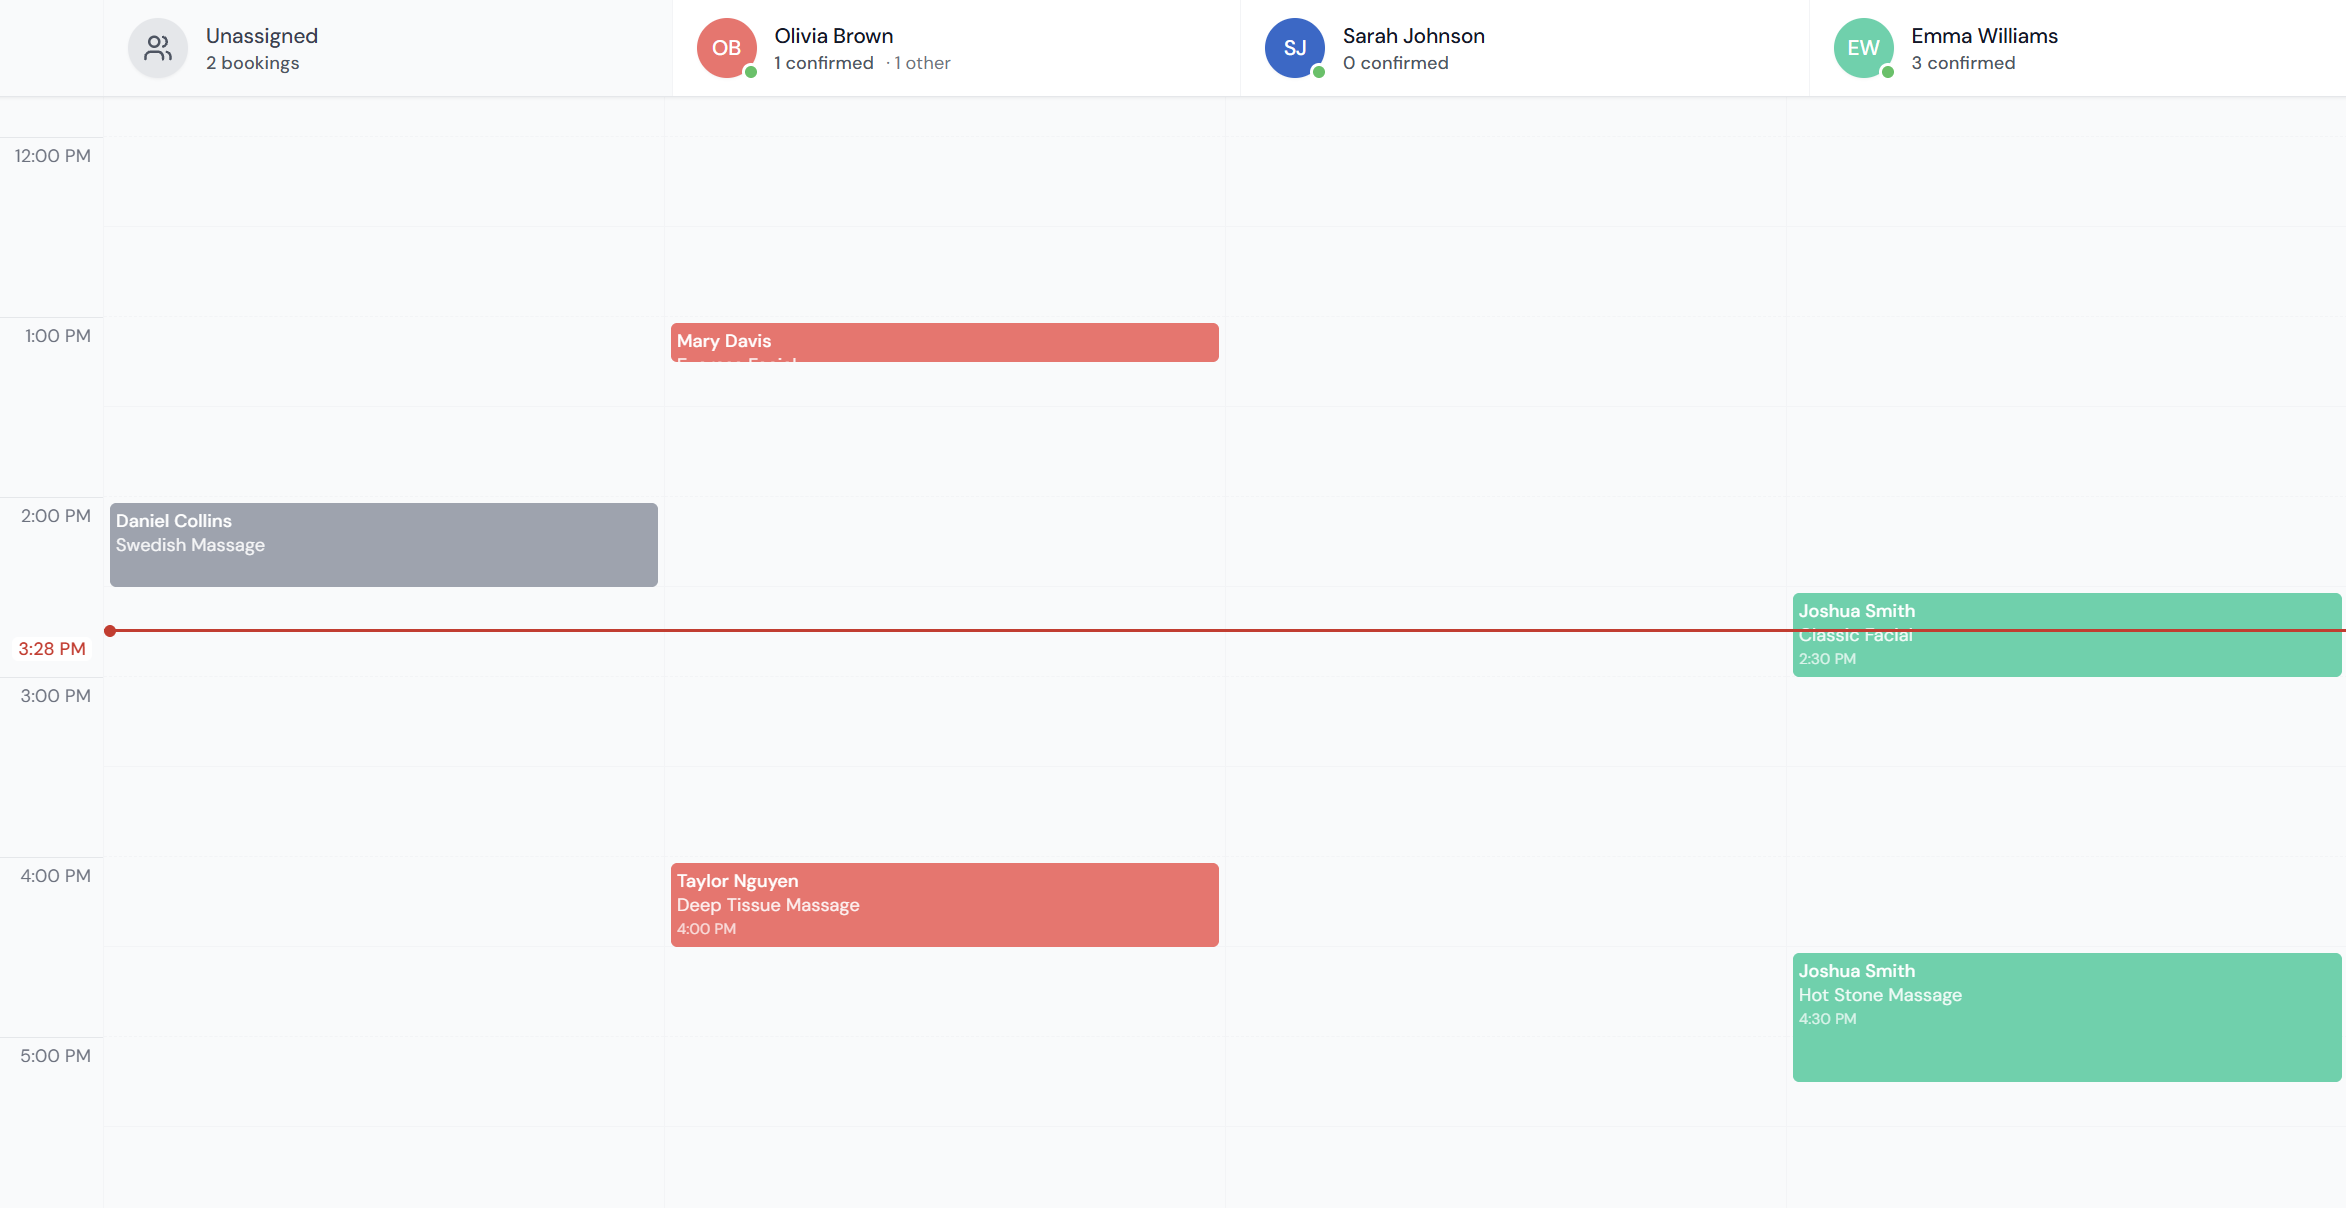 Unassigned
2 bookings
OB
Olivia Brown
1 confirmed · 1 other
SJ
Sarah Johnson
0 confirmed
EW
Emma Williams
3 confirmed
12:00 PM
1:00 PM
Mary Davis
2:00 PM
Daniel Collins
Swedish Massage
Joshua Smith
Classic Facial
2:30 PM
3:28 PM
3:00 PM
4:00 PM
Taylor Nguyen
Deep Tissue Massage
4:00 PM
Joshua Smith
Hot Stone Massage
4:30 PM
5:00 PM